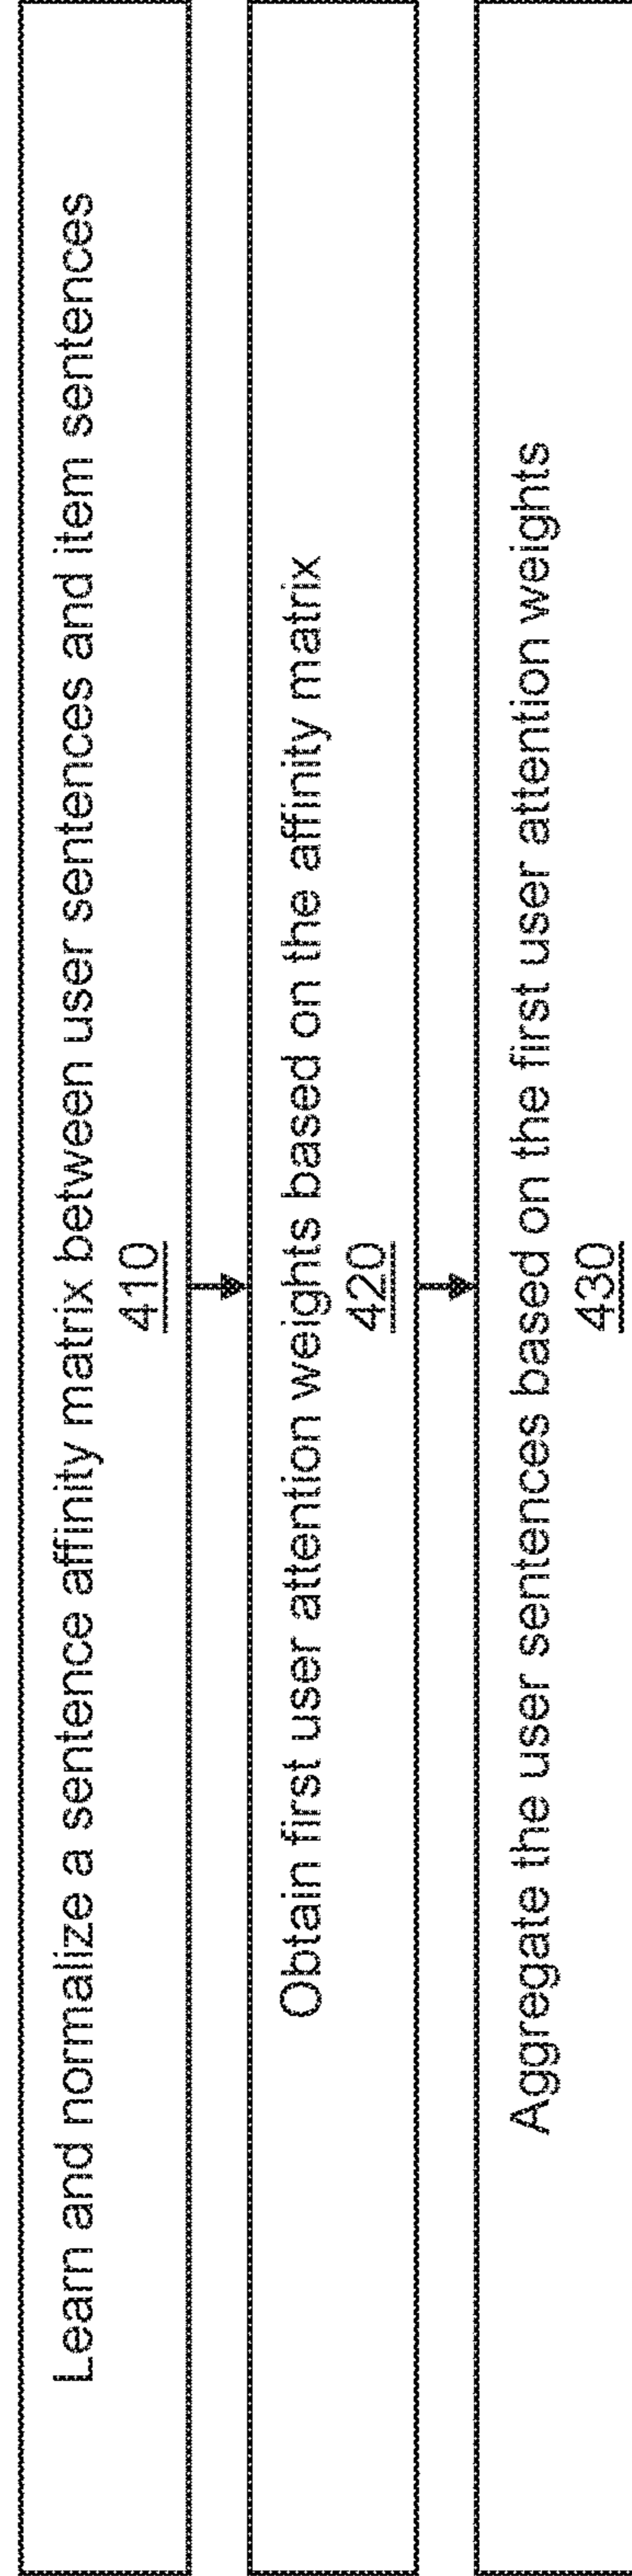 Learn and normalize a sentence affinity matrix between user sentences and item sentences
410
Obtain first user attention weights based on the affinity matrix
420
Aggregate the user sentences based on the first user attention weights
430